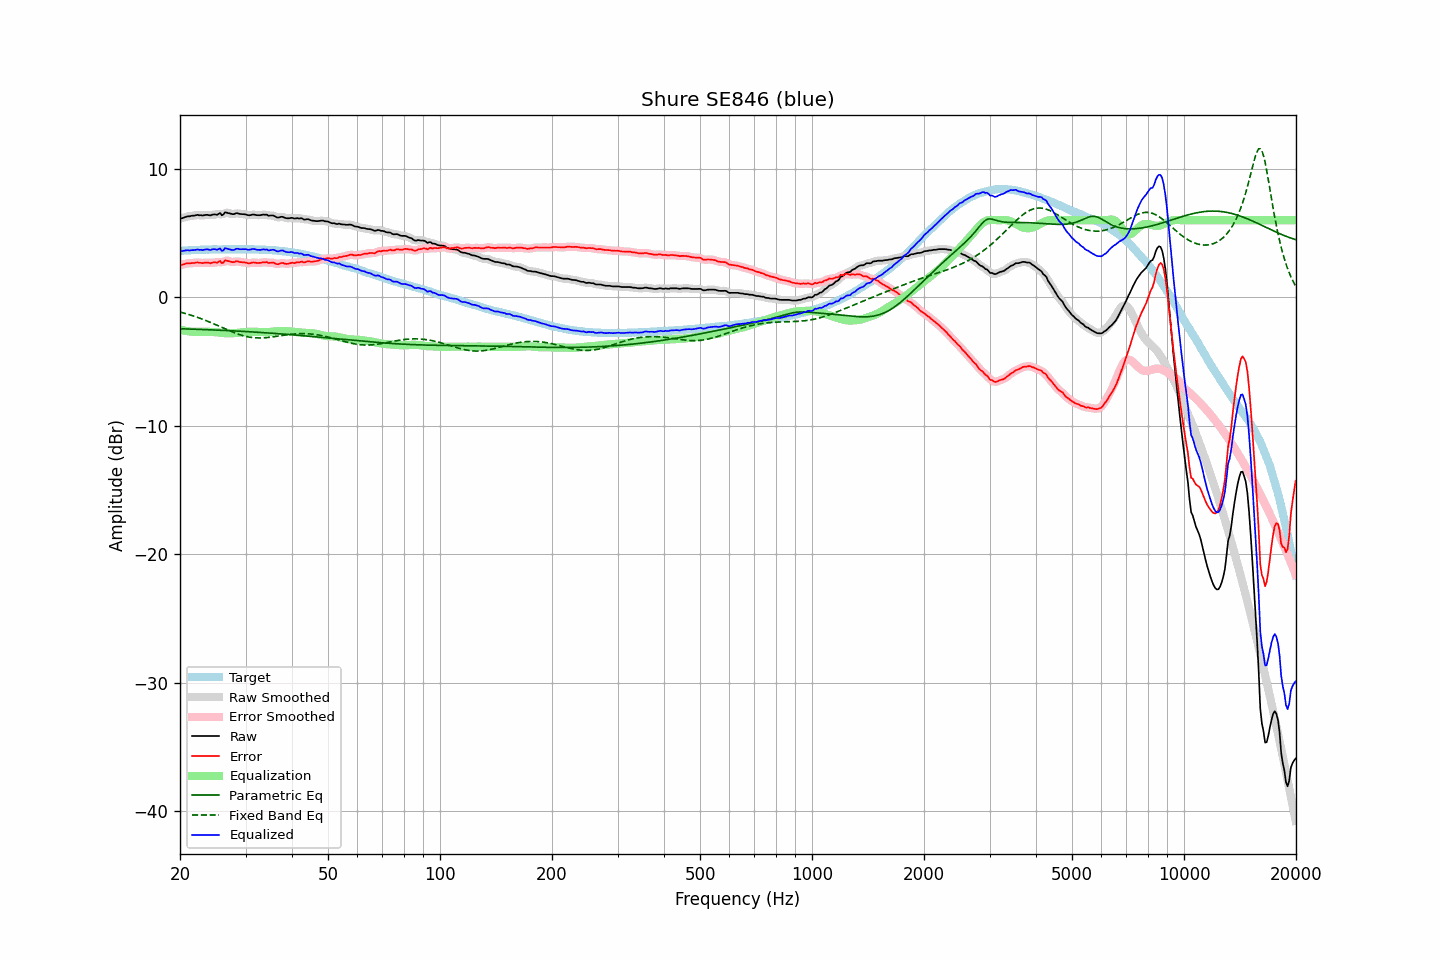 Shure SE846 (blue)
Amplitude (dBr)
10
0
−10
−20
−30
−40
Target
Raw Smoothed
Error Smoothed
Raw
Error
Equalization
Parametric Eq
Fixed Band Eq
Equalized
20 50 100 200 500 1000 2000 5000 10000 20000
Frequency (Hz)